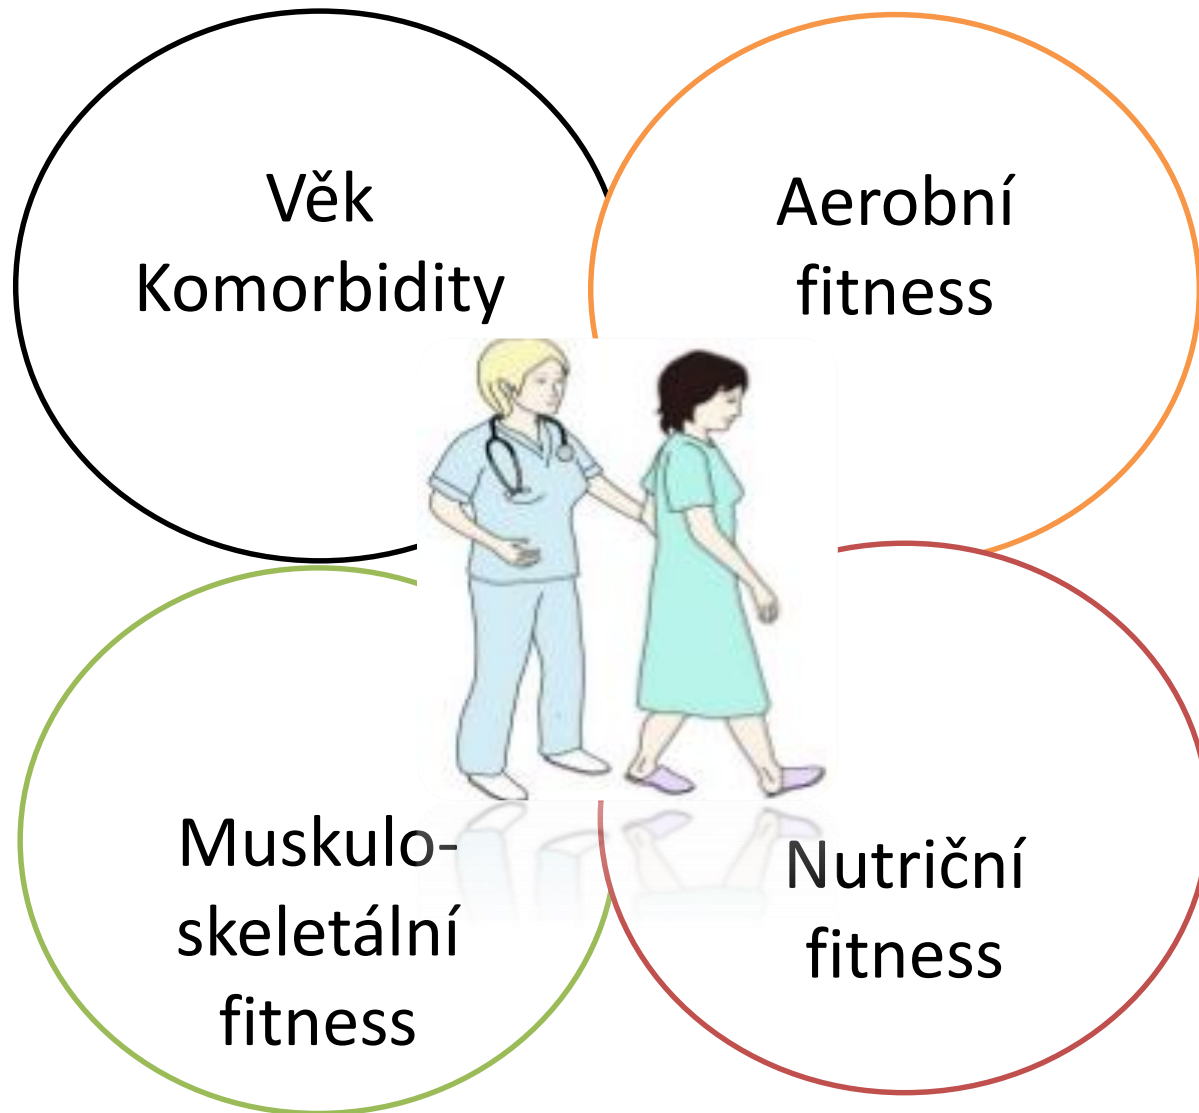 Věk
Komorbidity
Aerobní
fitness
Muskulo-
skeletální
fitness
Nutriční
fitness